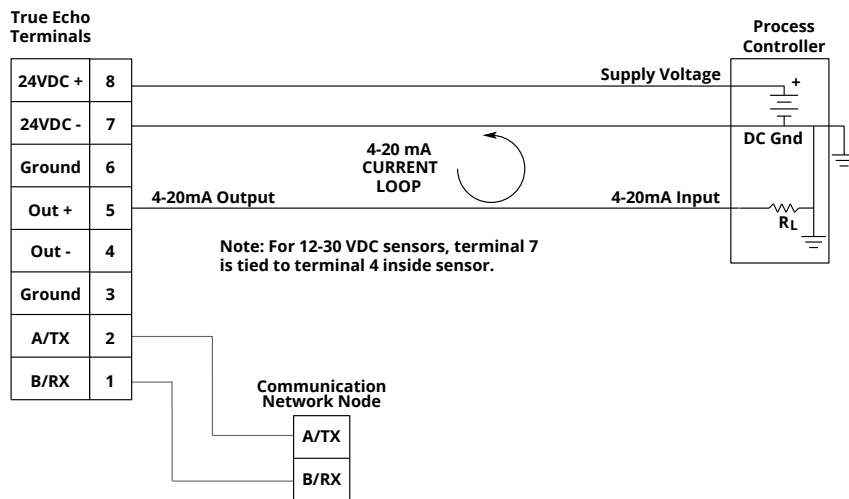 True Echo
Terminals
24VDC + 8
24VDC - 7
Ground 6
Out + 5
Out - 4
Ground 3
A/TX 2
B/RX 1
Process
Controller
Supply Voltage
+
DC Gnd
4-20 mA
CURRENT
LOOP
4-20mA Output
4-20mA Input
RL
Note: For 12-30 VDC sensors, terminal 7
is tied to terminal 4 inside sensor.
Communication
Network Node
A/TX
B/RX